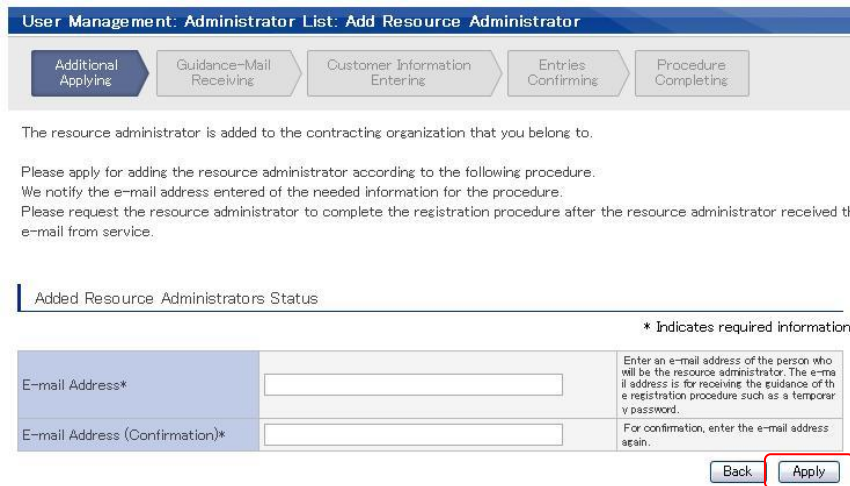 User Management: Administrator List: Add Resource Administrator
Additional
Applying
Guidance-Mail
Receiving
Customer Information
Entering
Entries
Confirming
Procedure
Completing
The resource administrator is added to the contracting organization that you belong to.
Please apply for adding the resource administrator according to the following procedure.
We notify the e-mail address entered of the needed information for the procedure.
Please request the resource administrator to complete the registration procedure after the resource administrator received th
e-mail from service.
Added Resource Administrators Status
* Indicates required information
E-mail Address*
Enter an e-mail address of the person who
will be the resource administrator. The e-ma
il address is for receiving the guidance of th
e registration procedure such as a temporar
y password.
E-mail Address (Confirmation)*
For confirmation, enter the e-mail address
again.
Back
Apply